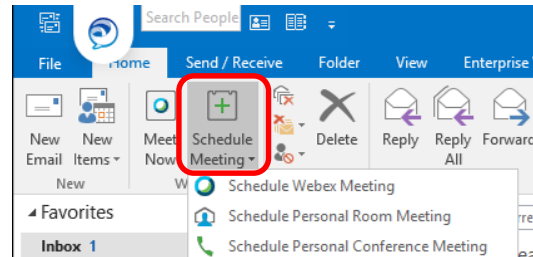 Search People
File Home Send / Receive Folder View Enterprise
New Email New Items Meet Now Schedule Meeting Delete Reply Reply All Forward
New
Schedule Webex Meeting
Favorites Schedule Personal Room Meeting
Inbox 1 Schedule Personal Conference Meeting